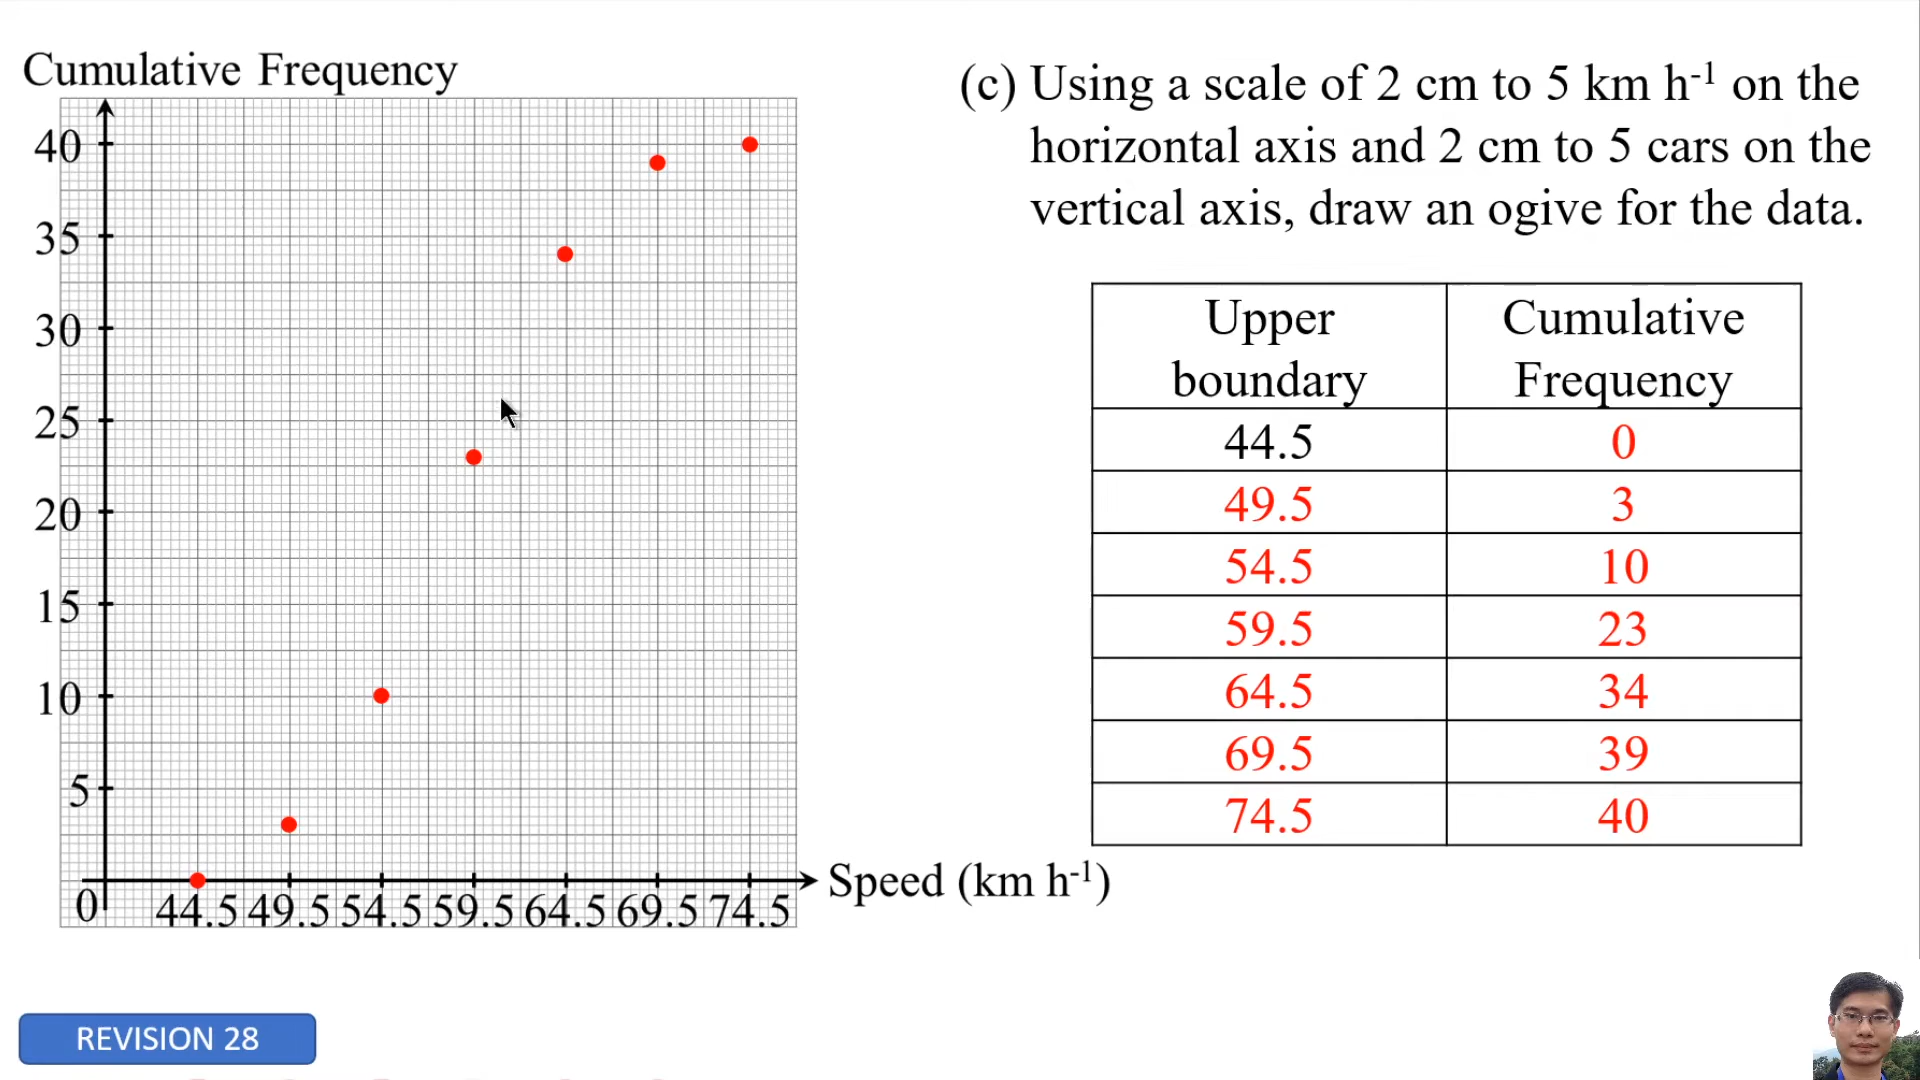 Cumulative Frequency
40
35
30
25
20
15
10
5
0
44.5 49.5 54.5 59.5 64.5 69.5 74.5
Speed (km h-1)
(c) Using a scale of 2 cm to 5 km h-1 on the
horizontal axis and 2 cm to 5 cars on the
vertical axis, draw an ogive for the data.
Upper boundary Cumulative Frequency
44.5 0
49.5 3
54.5 10
59.5 23
64.5 34
69.5 39
74.5 40
REVISION 28